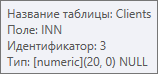 Название таблицы: Clients
Поле: INN
Идентификатор: 3
Тип: [numeric](20, 0) NULL